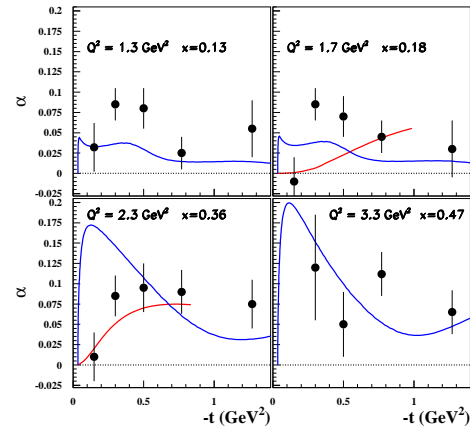 0.2
0.175
0.15
0.125
0.1
0.075
0.05
0.025
0
-0.025
α
Q² = 1.3 GeV² x=0.13
Q² = 1.7 GeV² x=0.18
0.175
0.15
0.125
0.1
0.075
0.05
0.025
0
-0.025
α
Q² = 2.3 GeV² x=0.36
Q² = 3.3 GeV² x=0.47
0 0.5 1 0 0.5 1
-t (GeV²) -t (GeV²)